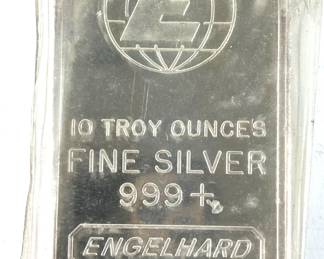 E
10 TROY OUNCES
FINE SILVER
999+
ENGELHARD